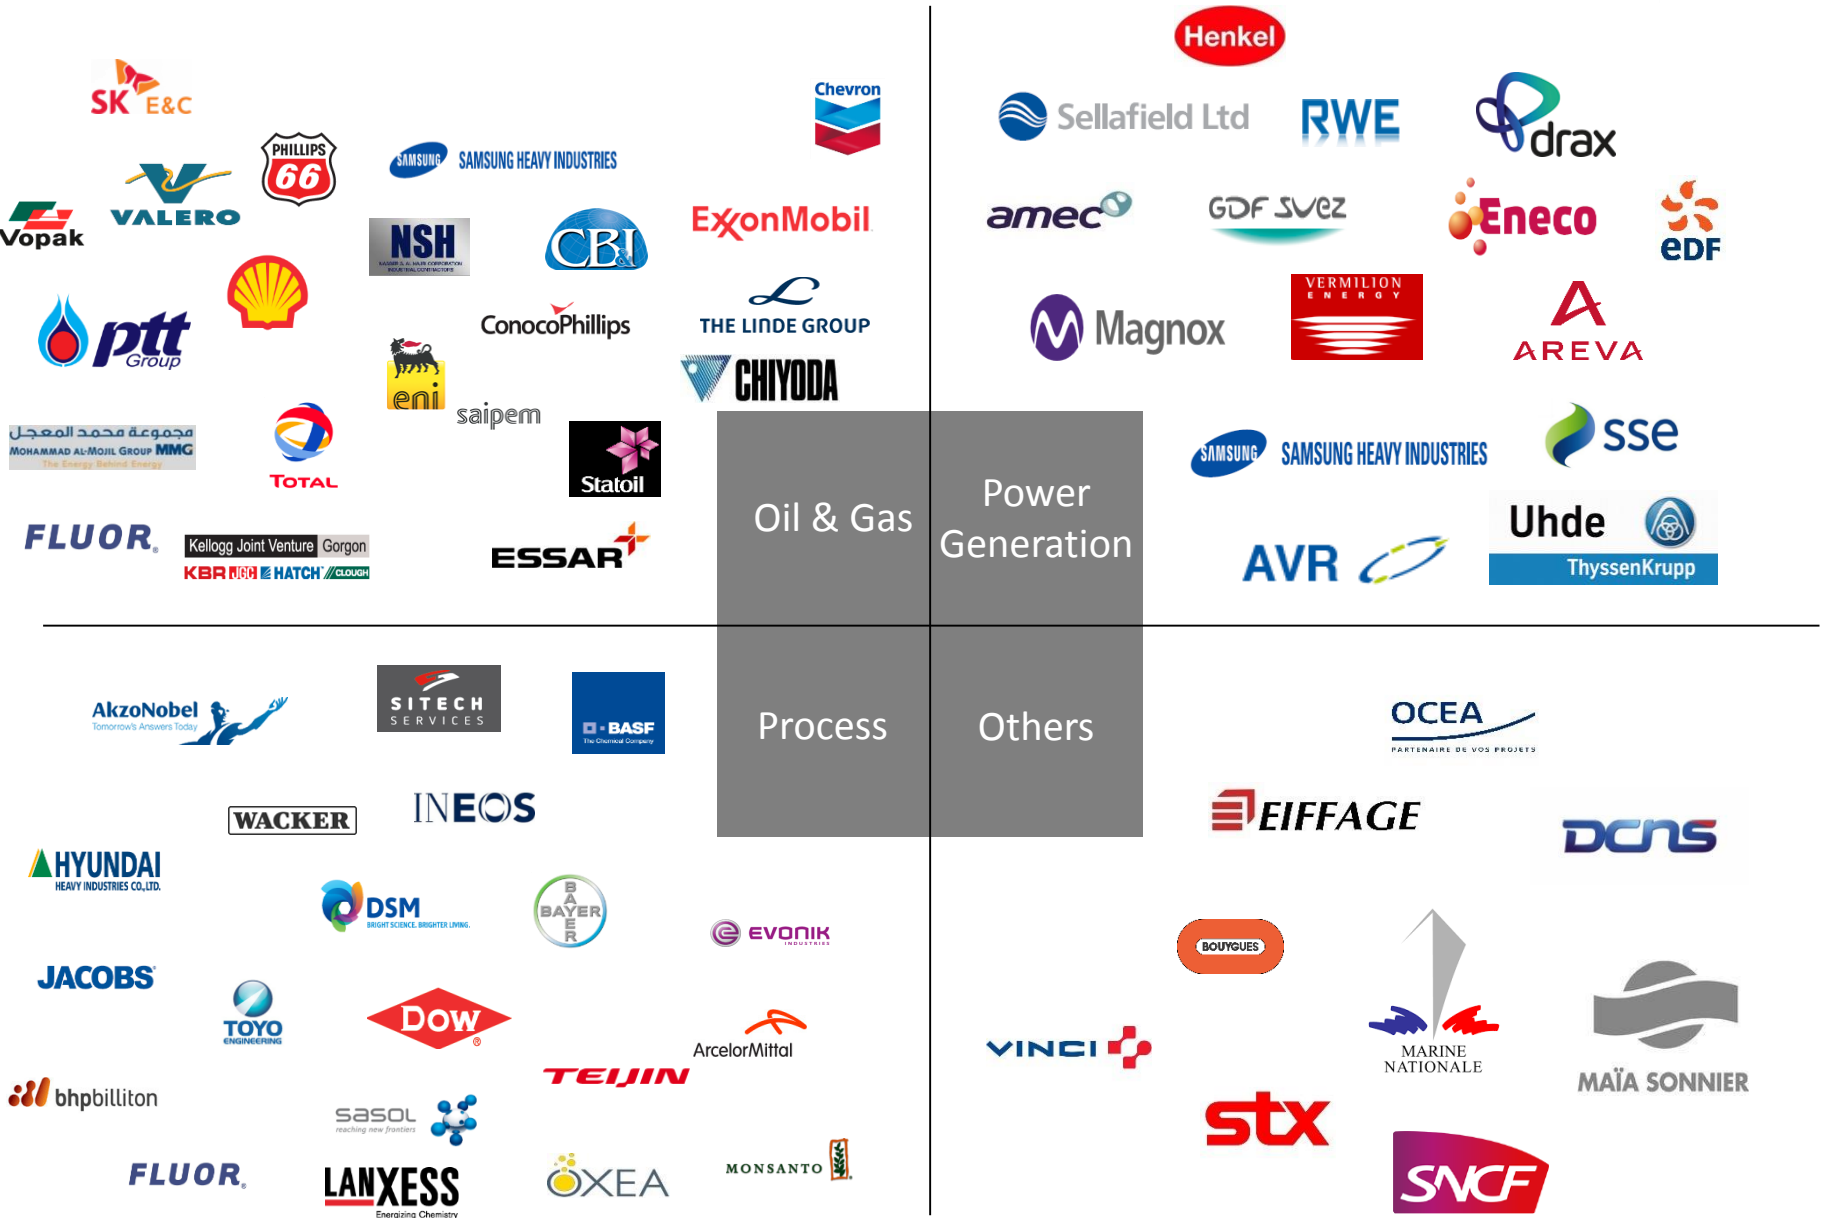 SK E&C
PHILLIPS
66
SAMSUNG SAMSUNG HEAVY INDUSTRIES
Chevron
VALERO
Vopak
NSH
INDUSTRIAL CONTRACTORS
CB&I
ExxonMobil
ptt
Group
ConocoPhillips
THE LINDE GROUP
eni
saipem
CHIYODA
مجموعة محمد المعجل
MOHAMMAD AL-MOJIL GROUP MMG
The Energy Behind Energy
TOTAL
Statoil
FLUOR®
Kellogg Joint Venture Gorgon
KBR JGC HATCH CLOUGH
ESSAR
Oil & Gas
Henkel
Sellafield Ltd
RWE
drax
amec
GDF SUEZ
Eneco
eDF
Magnox
VERMILION
ENERGY
AREVA
SAMSUNG SAMSUNG HEAVY INDUSTRIES
sse
AVR
Uhde
ThyssenKrupp
Power
Generation
AkzoNobel
Tomorrow's Answers Today
SITECH
SERVICES
BASF
The Chemical Company
Process
WACKER
INEOS
HYUNDAI
HEAVY INDUSTRIES CO.,LTD.
DSM
BRIGHT SCIENCE. BRIGHTER LIVING.
BAYER
BAYER
EVONIK
INDUSTRIES
JACOBS
TOYO
ENGINEERING
DOW®
ArcelorMittal
TEIJIN
bhpbilliton
sasol
reaching new frontiers
FLUOR®
LANXESS
Energizing Chemistry
OXEA
MONSANTO
Others
OCEA
PARTENAIRE DE VOS PROJETS
EIFFAGE
DCNS
BOUYGUES
VINCI
MARINE
NATIONALE
MAÏA SONNIER
stx
SNCF